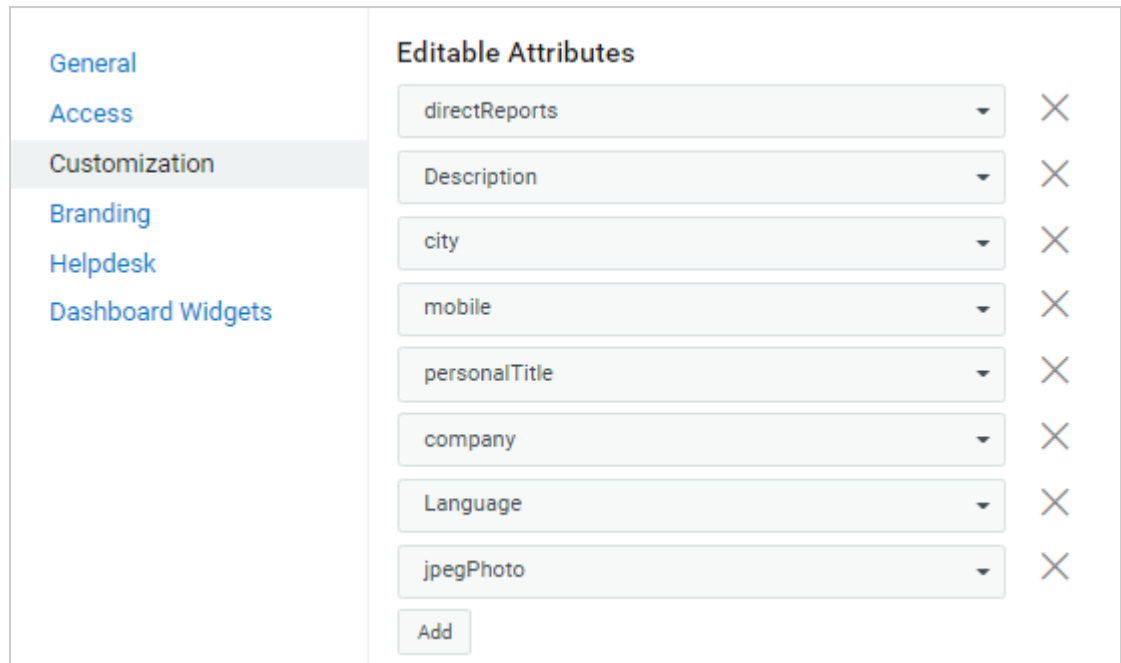 General
Access
Customization
Branding
Helpdesk
Dashboard Widgets
Editable Attributes
directReports
Description
city
mobile
personalTitle
company
Language
jpegPhoto
Add